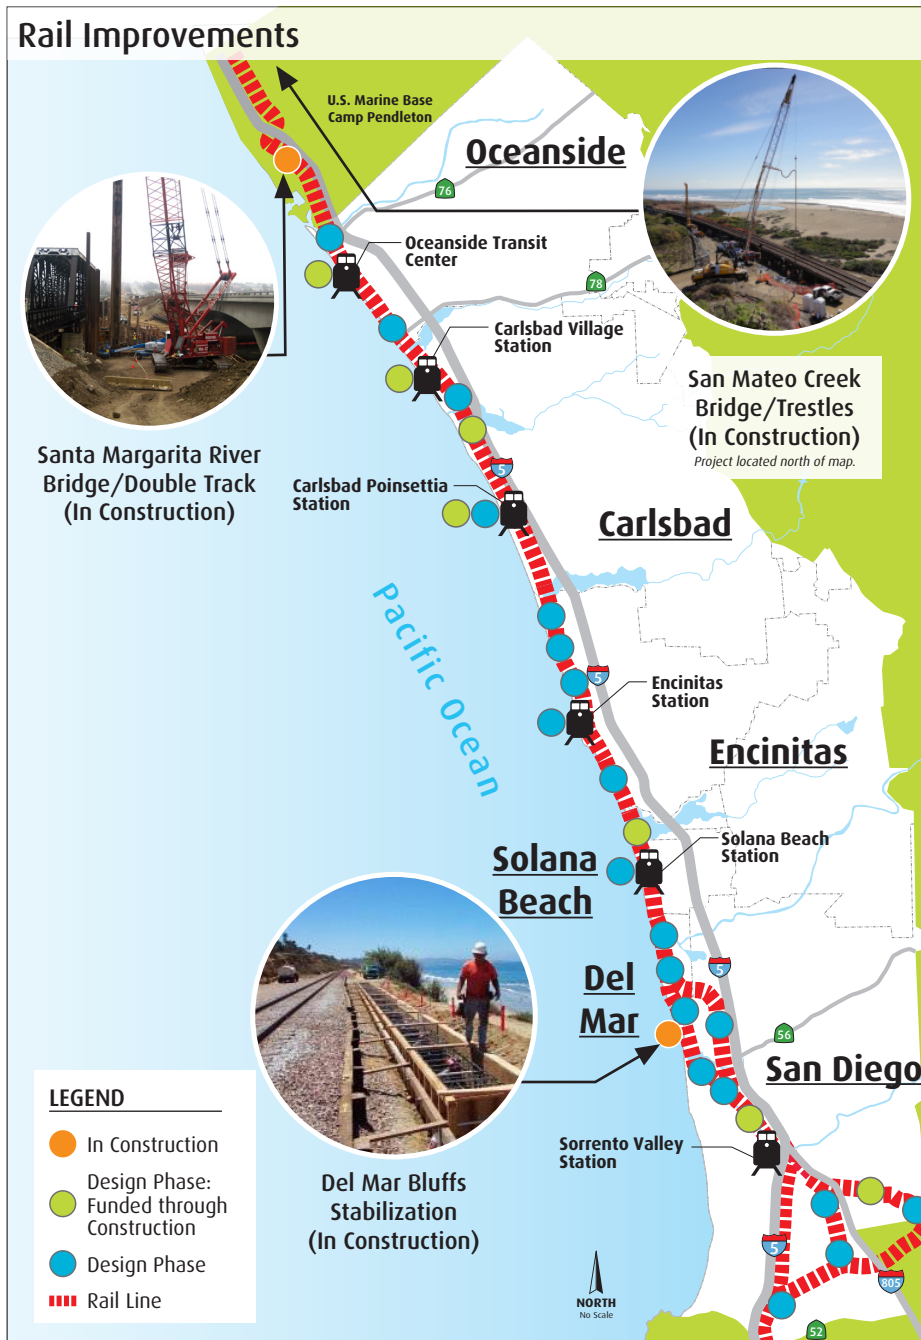 Rail Improvements
U.S. Marine Base
Camp Pendleton
Oceanside
76
Oceanside Transit
Center
78
Carlsbad Village
Station
San Mateo Creek
Bridge/Trestles
(In Construction)
Project located north of map.
Santa Margarita River
Bridge/Double Track
(In Construction)
5
Carlsbad Poinsettia
Station
Carlsbad
Pacific Ocean
5
Encinitas
Station
Encinitas
Solana Beach
Station
Solana
Beach
5
Del
Mar
56
San Diego
Sorrento Valley
Station
Del Mar Bluffs
Stabilization
(In Construction)
5
805
52
NORTH
No Scale
LEGEND
In Construction
Design Phase:
Funded through
Construction
Design Phase
Rail Line